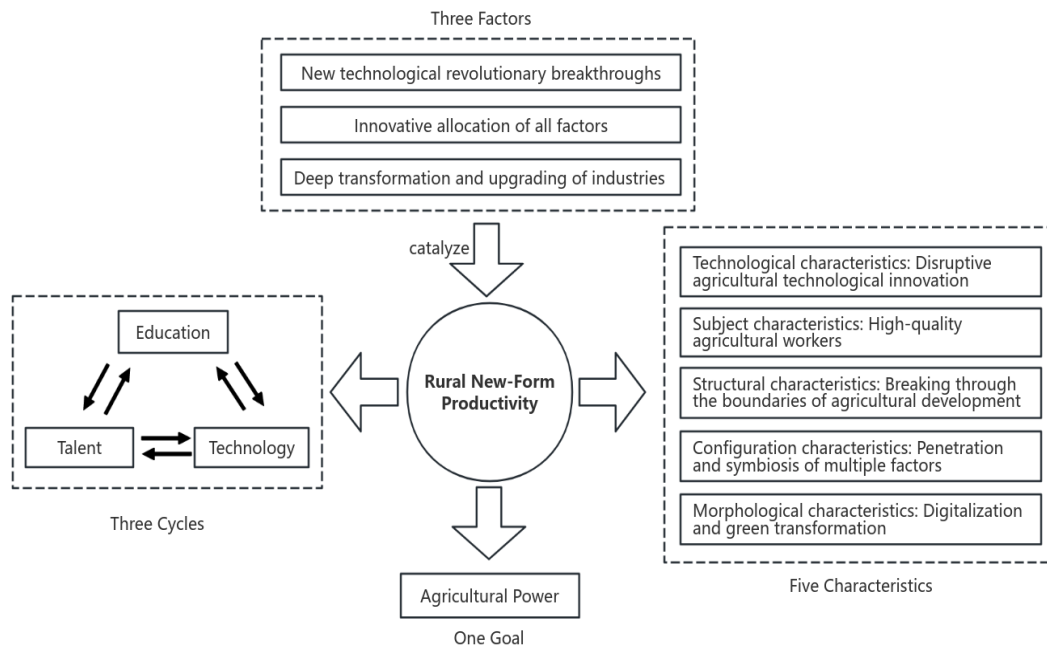 Three Factors
New technological revolutionary breakthroughs
Innovative allocation of all factors
Deep transformation and upgrading of industries
catalyze
Education
Talent
Technology
Three Cycles
Rural New-Form
Productivity
Technological characteristics: Disruptive
agricultural technological innovation
Subject characteristics: High-quality
agricultural workers
Structural characteristics: Breaking through
the boundaries of agricultural development
Configuration characteristics: Penetration
and symbiosis of multiple factors
Morphological characteristics: Digitalization
and green transformation
Five Characteristics
Agricultural Power
One Goal